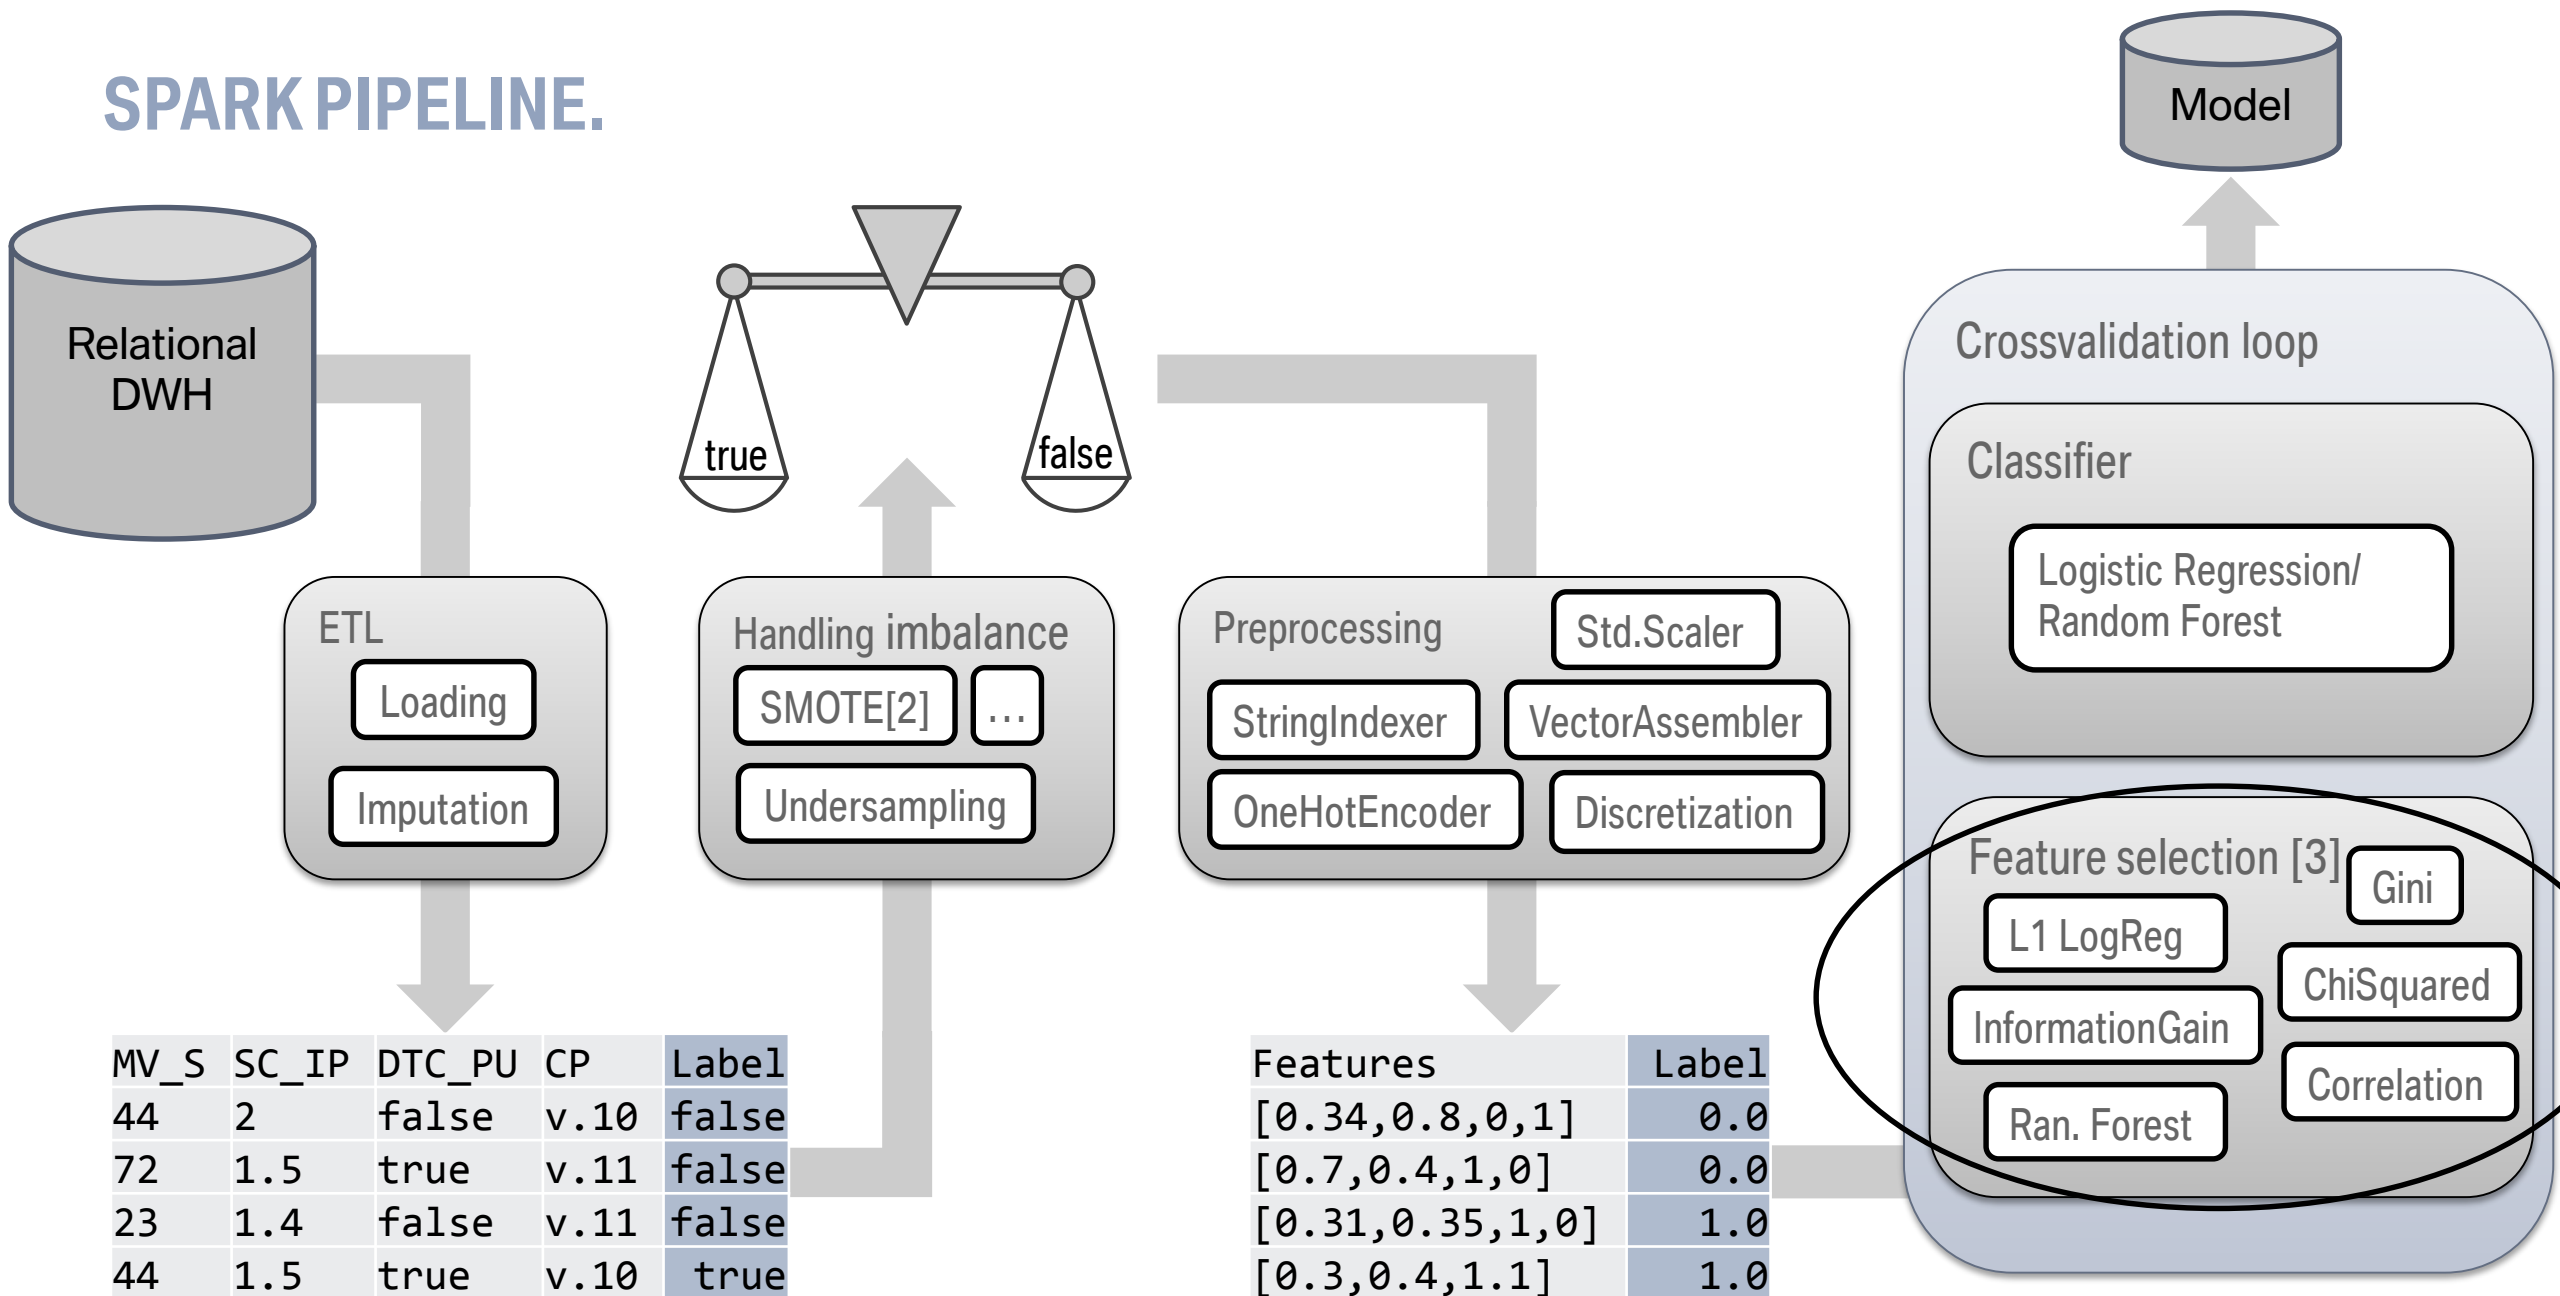 SPARK PIPELINE.
Model
Relational
DWH
true
false
Crossvalidation loop
Classifier
Logistic Regression/
Random Forest
ETL
Loading
Imputation
Handling imbalance
SMOTE[2]
...
Undersampling
Preprocessing
Std.Scaler
StringIndexer
VectorAssembler
OneHotEncoder
Discretization
Feature selection [3]
Gini
L1 LogReg
ChiSquared
InformationGain
Correlation
Ran. Forest
MV_S SC_IP DTC_PU CP Label
44 2 false v.10 false
72 1.5 true v.11 false
23 1.4 false v.11 false
44 1.5 true v.10 true
Features Label
[0.34,0.8,0,1] 0.0
[0.7,0.4,1,0] 0.0
[0.31,0.35,1,0] 1.0
[0.3,0.4,1.1] 1.0